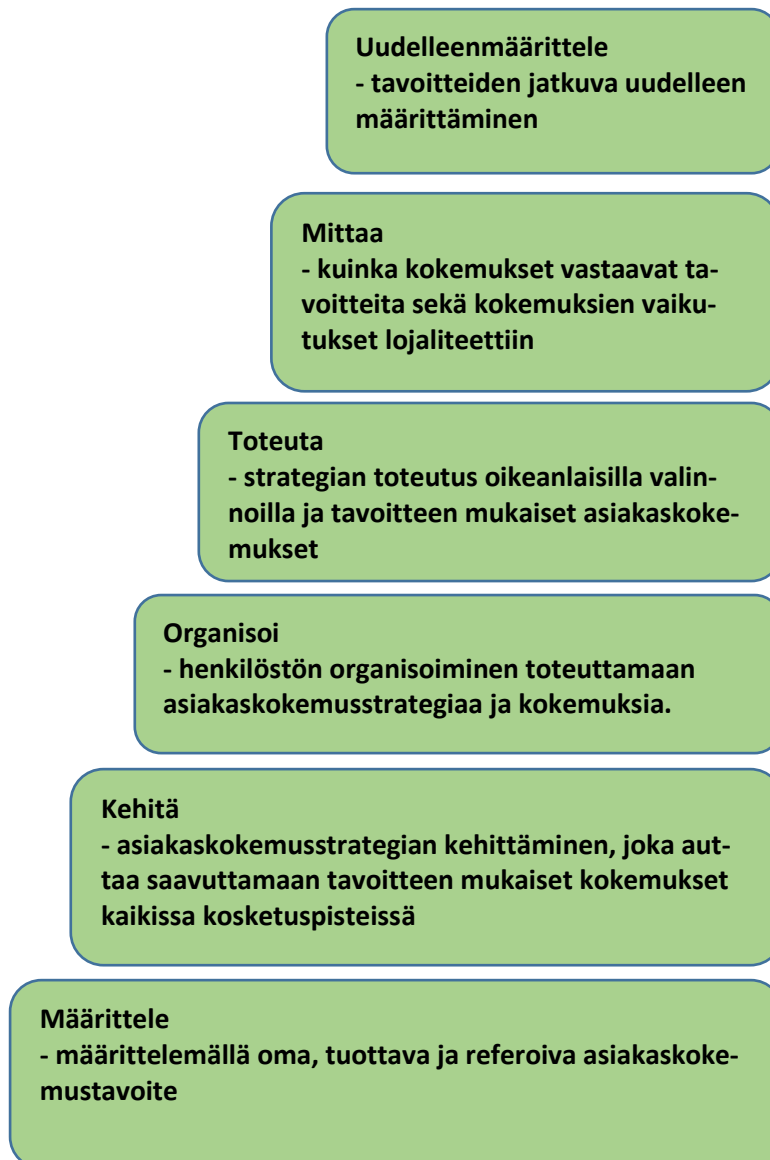 Uudelleenmäärittele
- tavoitteiden jatkuva uudelleen
määrittäminen
Mittaa
- kuinka kokemukset vastaavat ta-
voitteita sekä kokemuksien vaiku-
tukset lojaliteettiin
Toteuta
- strategian toteutus oikeanlaisilla valin-
noilla ja tavoitteen mukaiset asiakaskoke-
mukset
Organisoi
- henkilöstön organisoiminen toteuttamaan
asiakaskokemusstrategiaa ja kokemuksia.
Kehitä
- asiakaskokemusstrategian kehittäminen, joka aut-
taa saavuttamaan tavoitteen mukaiset kokemukset
kaikissa kosketuspisteissä
Määrittele
- määrittelemällä oma, tuottava ja referoiva asiakaskoke-
mustavoite